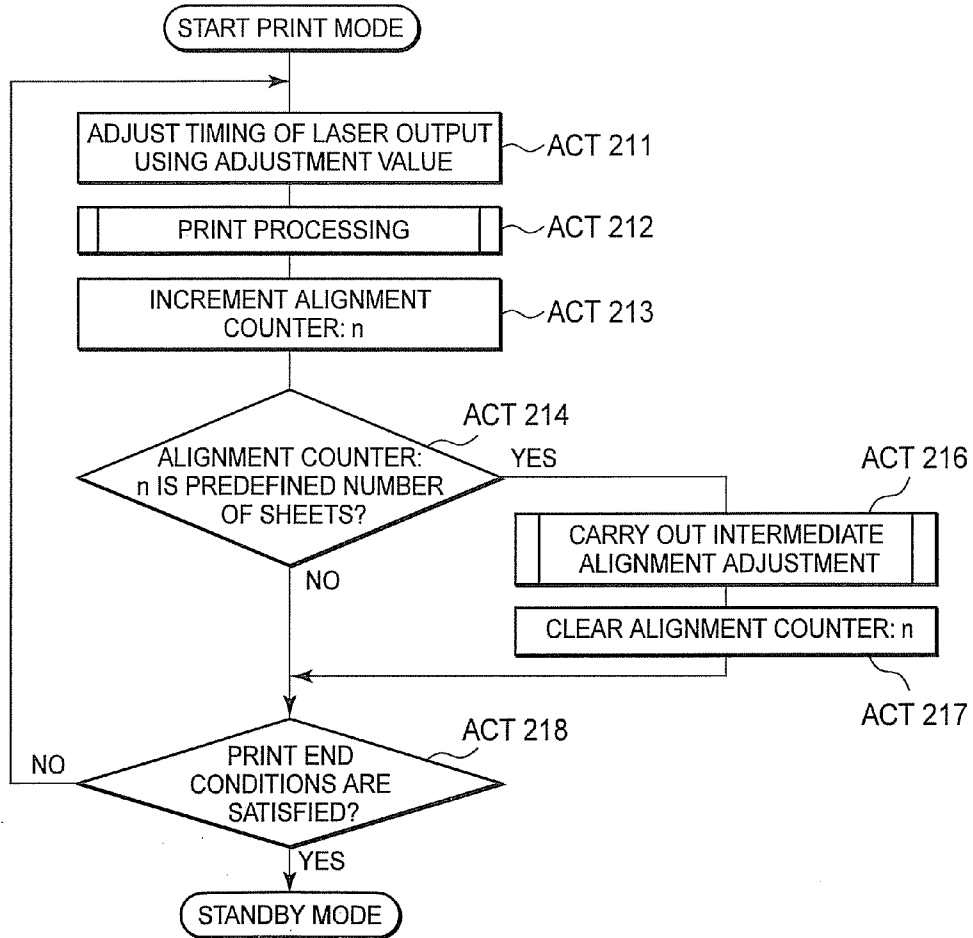 START PRINT MODE
ADJUST TIMING OF LASER OUTPUT
USING ADJUSTMENT VALUE
ACT 211
PRINT PROCESSING
ACT 212
INCREMENT ALIGNMENT
COUNTER: n
ACT 213
ACT 214
ALIGNMENT COUNTER:
n IS PREDEFINED NUMBER
OF SHEETS?
YES
NO
ACT 216
CARRY OUT INTERMEDIATE
ALIGNMENT ADJUSTMENT
CLEAR ALIGNMENT COUNTER: n
ACT 217
ACT 218
PRINT END
CONDITIONS ARE
SATISFIED?
NO
YES
STANDBY MODE